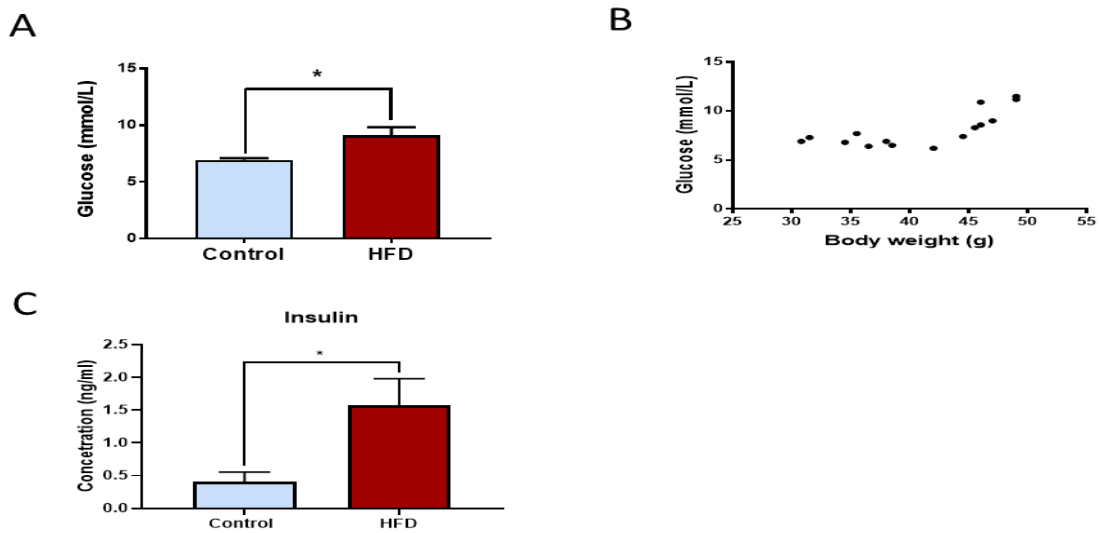 A
Glucose (mmol/L)
15
10
5
0
*
Control
HFD
B
Glucose (mmol/L)
15
10
5
0
25
30
35
40
45
50
55
Body weight (g)
C
Insulin
Concetration (ng/ml)
2.5
2.0
1.5
1.0
0.5
0.0
*
Control
HFD